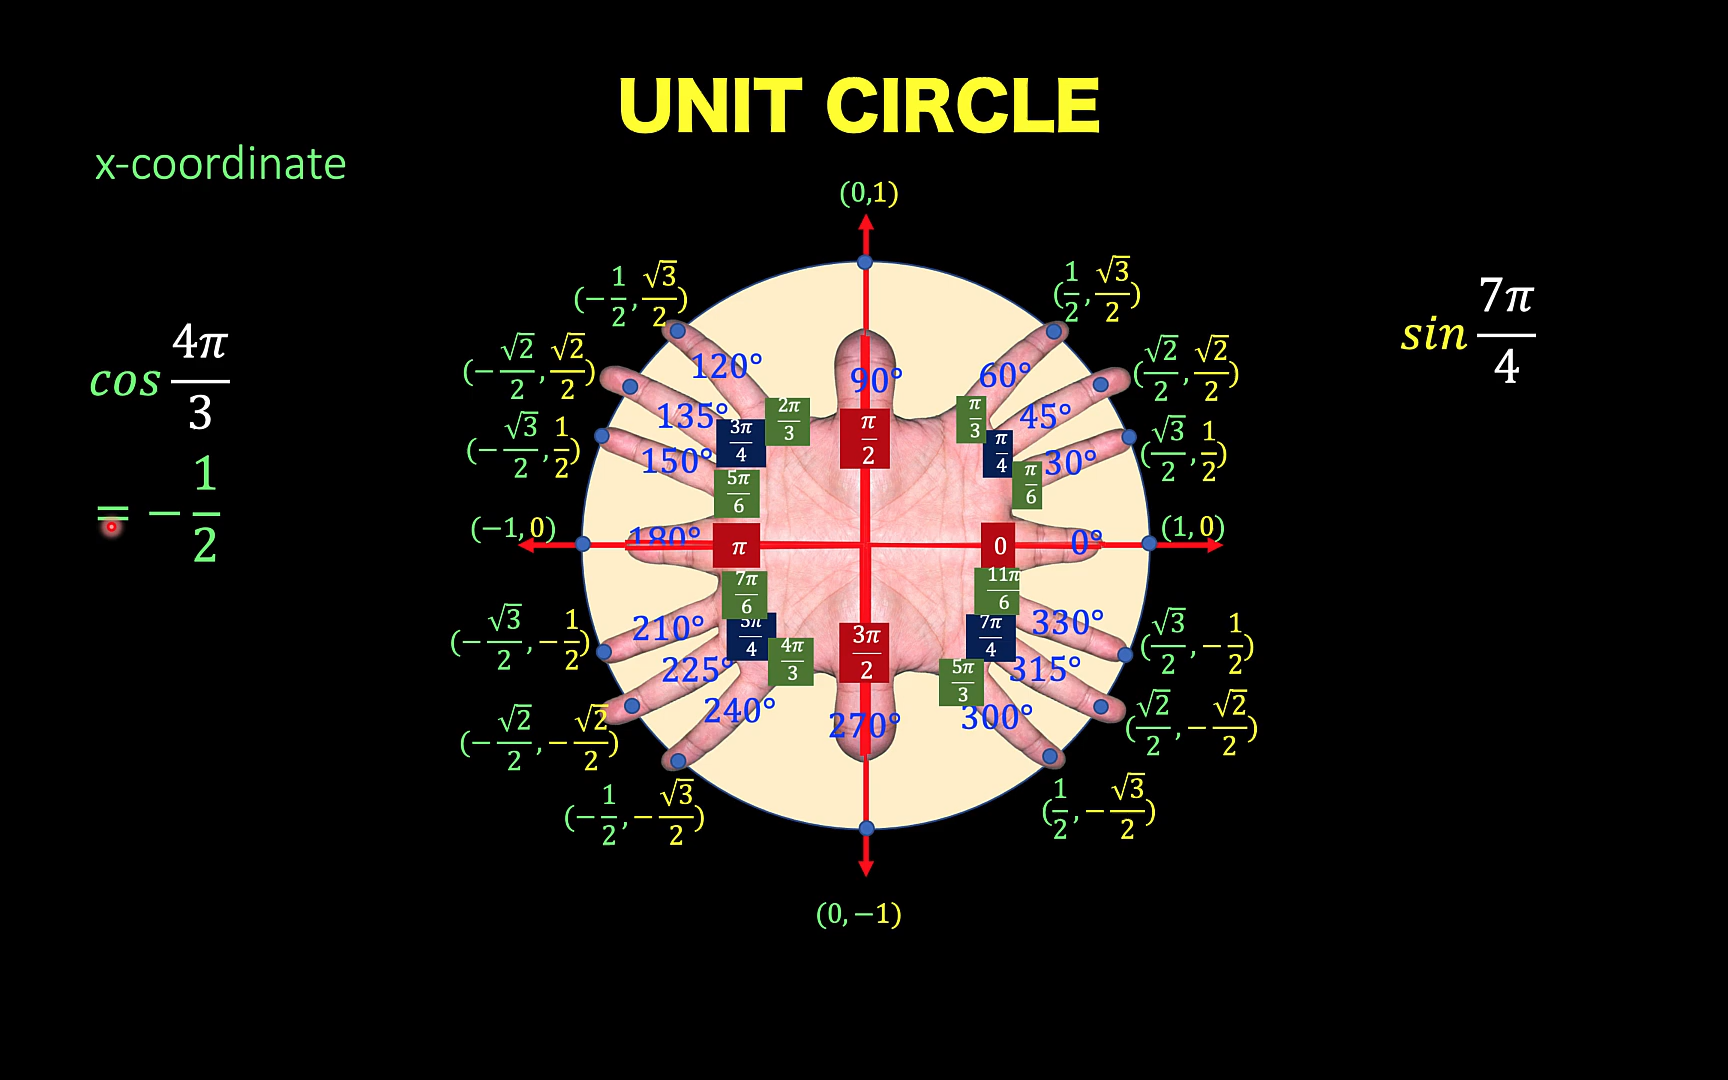 UNIT CIRCLE
x-coordinate
(0,1)
(−1/2, √3/2)
(1/2, √3/2)
cos 4π/3
= −1/2
sin 7π/4
(−√2/2, √2/2)
(√2/2, √2/2)
(−√3/2, 1/2)
(√3/2, 1/2)
120°
90°
60°
135°
45°
150°
30°
2π/3
π/2
π/3
3π/4
π/4
5π/6
π/6
(−1,0)
180°
π
0
0°
(1,0)
7π/6
11π/6
210°
5π/4
7π/4
330°
(−√3/2, −1/2)
(√3/2, −1/2)
225°
4π/3
3π/2
5π/3
315°
240°
270°
300°
(−√2/2, −√2/2)
(√2/2, −√2/2)
(−1/2, −√3/2)
(1/2, −√3/2)
(0, −1)